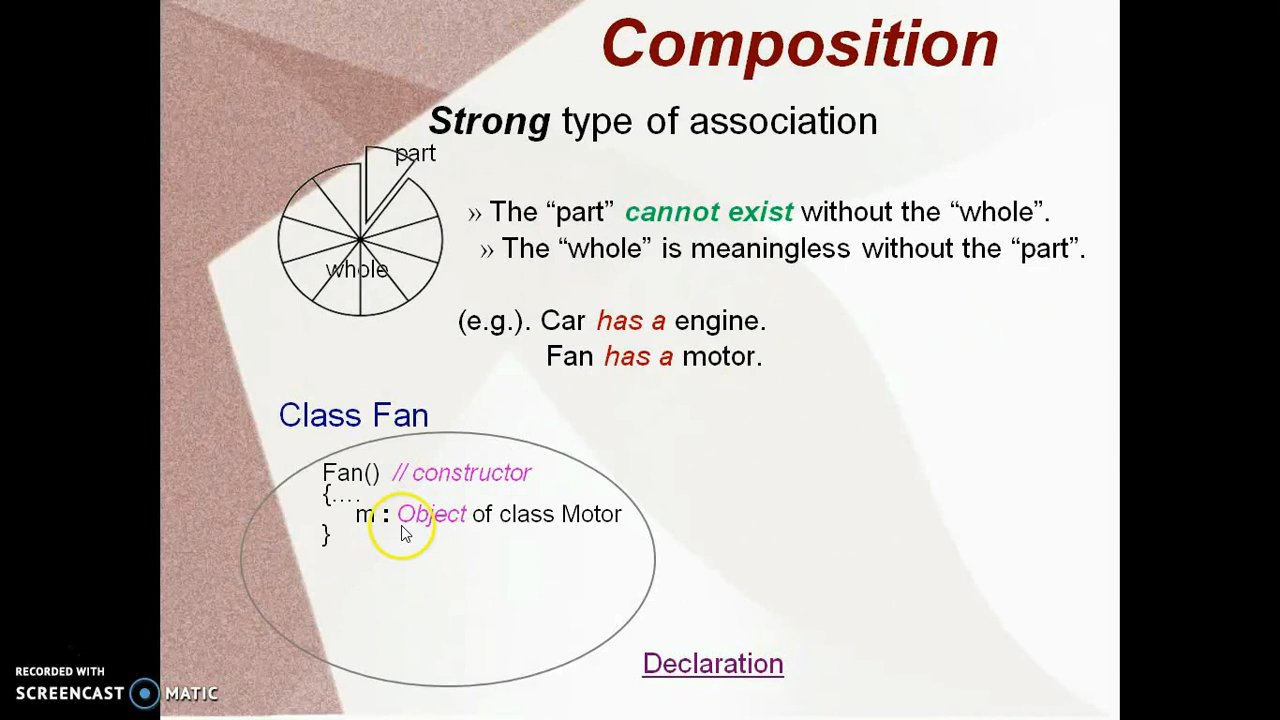 Composition
Strong type of association
part
» The “part” cannot exist without the “whole”.
» The “whole” is meaningless without the “part”.
whole
(e.g.). Car has a engine.
Fan has a motor.
Class Fan
Fan() // constructor
{....
m : Object of class Motor
}
Declaration
RECORDED WITH
SCREENCAST MATIC